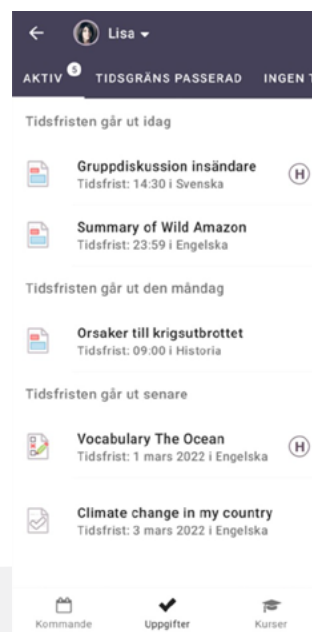 Lisa
AKTIV 5 TIDSGRÄNS PASSERAD INGEN T
Tidsfristen går ut idag
Gruppdiskussion insändare
Tidsfrist: 14:30 i Svenska
H
Summary of Wild Amazon
Tidsfrist: 23:59 i Engelska
Tidsfristen går ut den måndag
Orsaker till krigsutbrottet
Tidsfrist: 09:00 i Historia
Tidsfristen går ut senare
Vocabulary The Ocean
Tidsfrist: 1 mars 2022 i Engelska
H
Climate change in my country
Tidsfrist: 3 mars 2022 i Engelska
Kommande Uppgifter Kurser